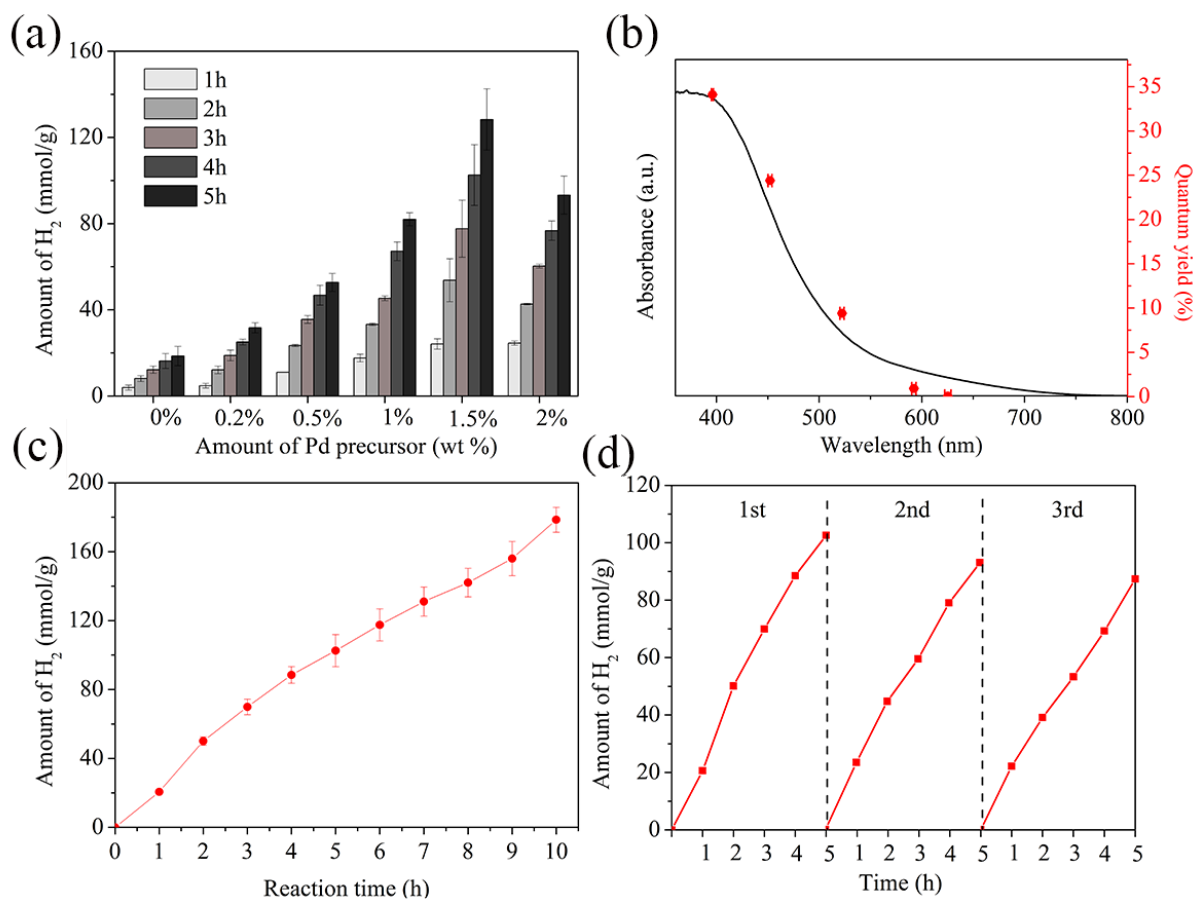 (a)
160
120
80
40
0
Amount of H2 (mmol/g)
1h
2h
3h
4h
5h
0% 0.2% 0.5% 1% 1.5% 2%
Amount of Pd precursor (wt %)
(b)
Absorbance (a.u.)
35
30
25
20
15
10
5
0
Quantum yield (%)
400 500 600 700 800
Wavelength (nm)
(c)
200
160
120
80
40
0
Amount of H2 (mmol/g)
0 1 2 3 4 5 6 7 8 9 10
Reaction time (h)
(d)
120
100
80
60
40
20
0
Amount of H2 (mmol/g)
1st 2nd 3rd
1 2 3 4 5 1 2 3 4 5 1 2 3 4 5
Time (h)